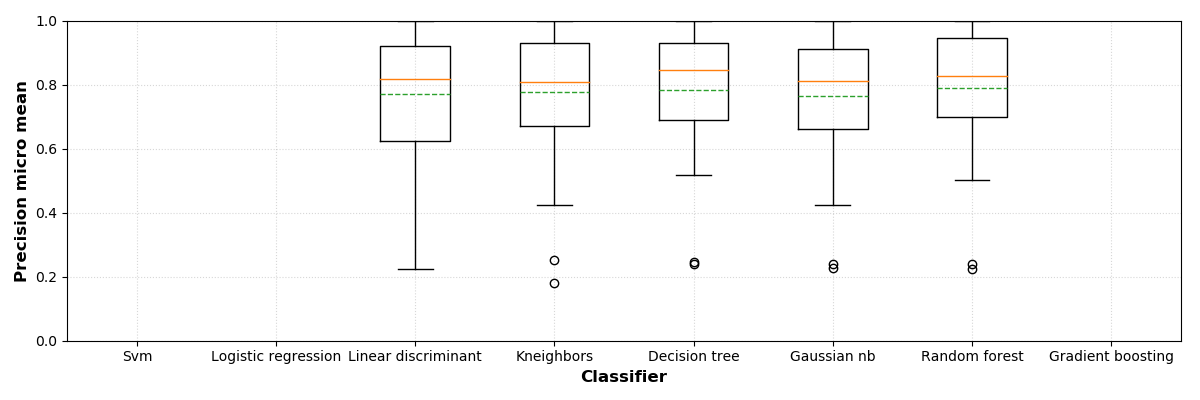 Precision micro mean
1.0
0.8
0.6
0.4
0.2
0.0
Svm Logistic regression Linear discriminant Kneighbors Decision tree Gaussian nb Random forest Gradient boosting
Classifier